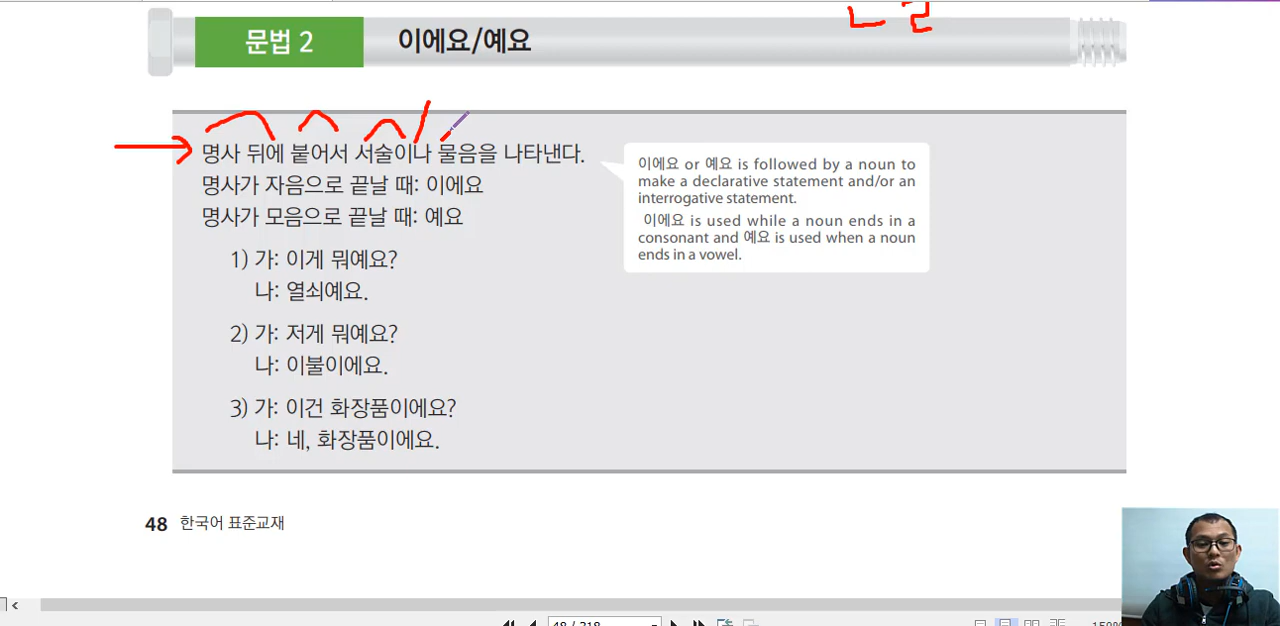 문법 2 이에요/예요
명사 뒤에 붙어서 서술이나 물음을 나타낸다.
명사가 자음으로 끝날 때: 이에요
명사가 모음으로 끝날 때: 예요
이에요 or 예요 is followed by a noun to
make a declarative statement and/or an
interrogative statement.
이에요 is used while a noun ends in a
consonant and 예요 is used when a noun
ends in a vowel.
1) 가: 이게 뭐예요?
나: 열쇠예요.
2) 가: 저게 뭐예요?
나: 이불이에요.
3) 가: 이건 화장품이에요?
나: 네, 화장품이에요.
48 한국어 표준교재
48 / 318
150%